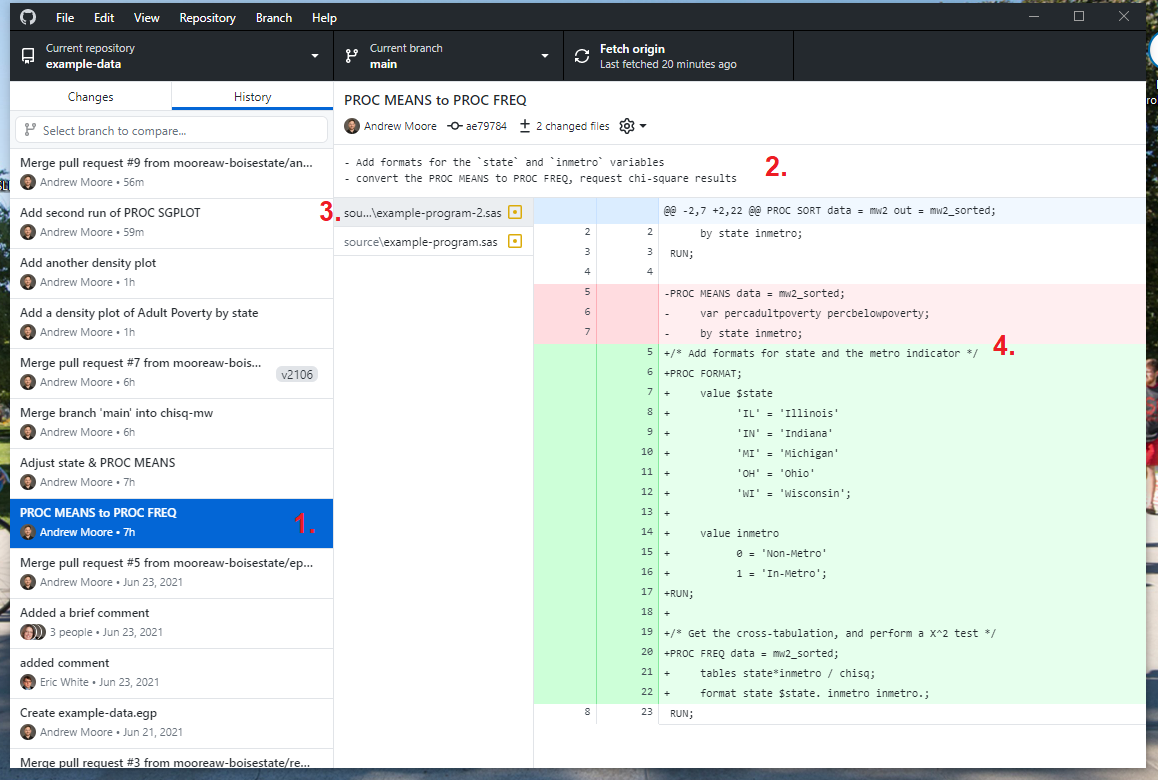 File Edit View Repository Branch Help
Current repository
example-data
Current branch
main
Fetch origin
Last fetched 20 minutes ago
Changes
History
Select branch to compare...
Merge pull request #9 from mooreaw-boisestate/an...
Andrew Moore • 56m
Add second run of PROC SGPLOT
Andrew Moore • 59m
Add another density plot
Andrew Moore • 1h
Add a density plot of Adult Poverty by state
Andrew Moore • 1h
Merge pull request #7 from mooreaw-bois...
v2106
Andrew Moore • 6h
Merge branch 'main' into chisq-mw
Andrew Moore • 6h
Adjust state & PROC MEANS
Andrew Moore • 7h
PROC MEANS to PROC FREQ
Andrew Moore • 7h
1.
Merge pull request #5 from mooreaw-boisestate/ep...
Andrew Moore • Jun 23, 2021
Added a brief comment
3 people • Jun 23, 2021
added comment
Eric White • Jun 23, 2021
Create example-data.egp
Andrew Moore • Jun 21, 2021
Merge pull request #3 from mooreaw-boisestate/re...
PROC MEANS to PROC FREQ
Andrew Moore ae79784 2 changed files
- Add formats for the `state` and `inmetro` variables
- convert the PROC MEANS to PROC FREQ, request chi-square results
2.
3.
sou...\example-program-2.sas
source\example-program.sas
@@ -2,7 +2,22 @@ PROC SORT data = mw2 out = mw2_sorted;
2 2 by state inmetro;
3 3 RUN;
4 4
5 -PROC MEANS data = mw2_sorted;
6 - var percadultpoverty percbelowpoverty;
7 - by state inmetro;
4.
5 +/* Add formats for state and the metro indicator */
6 +PROC FORMAT;
7 + value $state
8 + 'IL' = 'Illinois'
9 + 'IN' = 'Indiana'
10 + 'MI' = 'Michigan'
11 + 'OH' = 'Ohio'
12 + 'WI' = 'Wisconsin';
13 +
14 + value inmetro
15 + 0 = 'Non-Metro'
16 + 1 = 'In-Metro';
17 +RUN;
18 +
19 +/* Get the cross-tabulation, and perform a X^2 test */
20 +PROC FREQ data = mw2_sorted;
21 + tables state*inmetro / chisq;
22 + format state $state. inmetro inmetro.;
8 23 RUN;